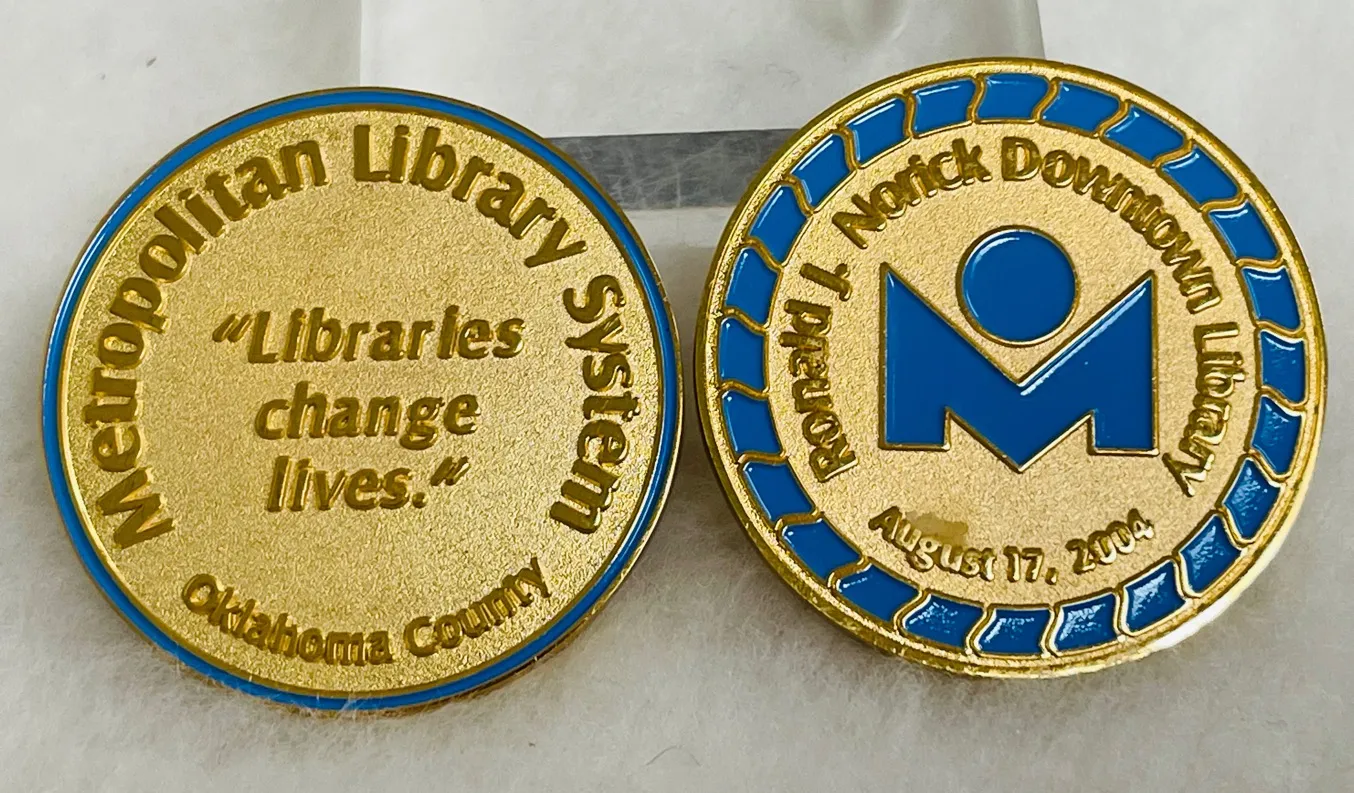 Metropolitan Library System
"Libraries
change
lives."
Oklahoma County
Ronald J. Norick Downtown Library
August 17, 2004